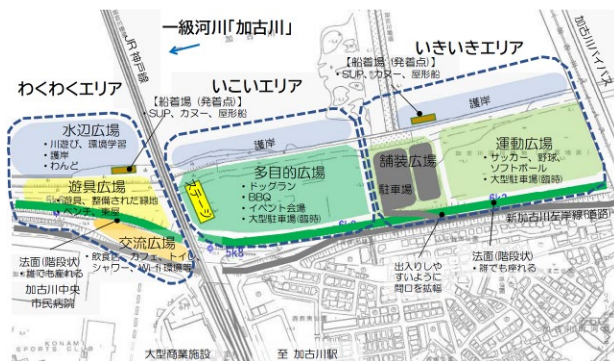 一級河川「加古川」
JR 神戸線
加古川バイパス
わくわくエリア
いこいエリア
いきいきエリア
【船着場（発着点）】
・SUP、カヌー、屋形船
【船着場（発着点）】
・SUP、カヌー、屋形船
水辺広場
・川遊び、環境学習
・護岸
・わんど
護岸
護岸
遊具広場
・遊具、整備された緑地
・ベンチ、東屋
ステージ
多目的広場
・ドッグラン
・BBQ
・イベント会場
・大型駐車場(臨時)
舗装広場
駐車場
運動広場
・サッカー、野球、
ソフトボール
・大型駐車場(臨時)
交流広場
・飲食店、カフェ、トイレ、
シャワー、Wi-fi環境等
5k8
新加古川左岸線(道路)
法面(階段状)
・誰でも座れる
出入りしや
すいように
間口を拡幅
法面(階段状)
・誰でも座れる
加古川中央
市民病院
KONAMI
SPORTS CLUB
大型商業施設
至 加古川駅